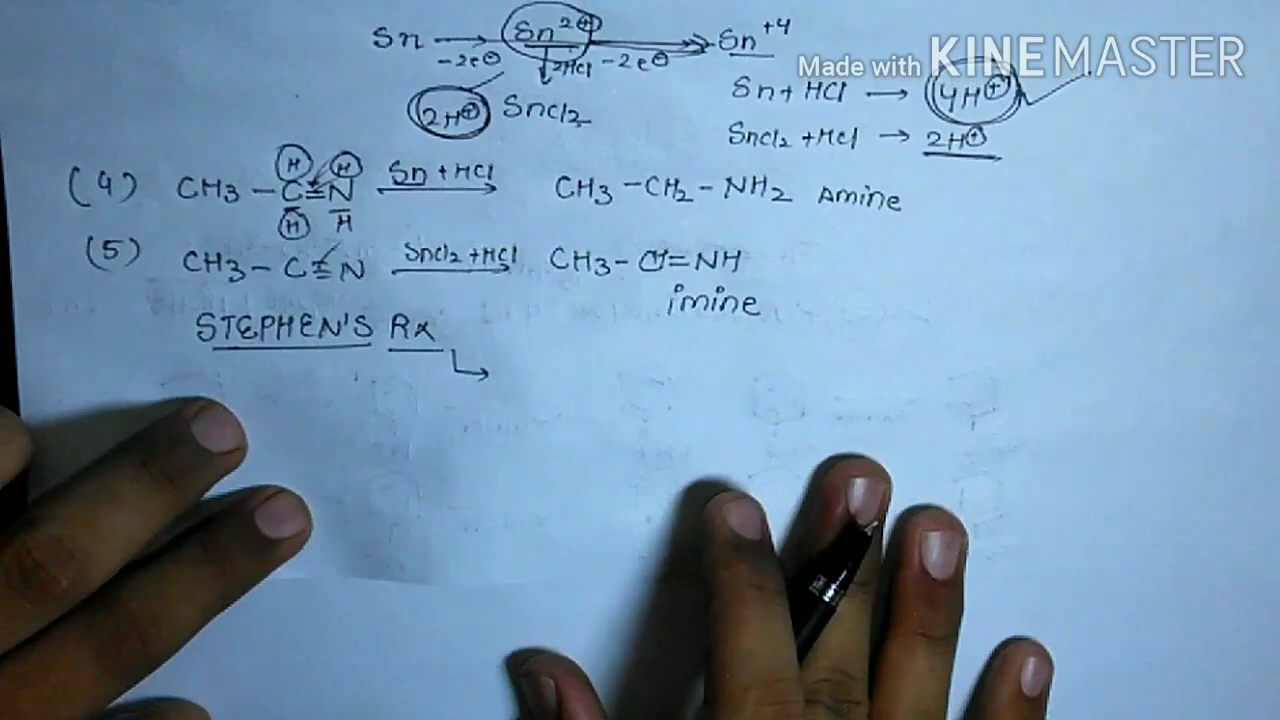 Sn → Sn²⊕ → Sn⁺⁴
-2e⊖ 2HCl -2e⊖
Made with KINEMASTER
2H⊕ SnCl2
Sn + HCl → 4H⊕
SnCl2 + HCl → 2H⊕
H H
(4) CH3 - C≡N Sn + HCl → CH3 - CH2 - NH2 Amine
H H
(5) CH3 - C≡N SnCl2 + HCl → CH3 - CH=NH
imine
STEPHEN'S Rx